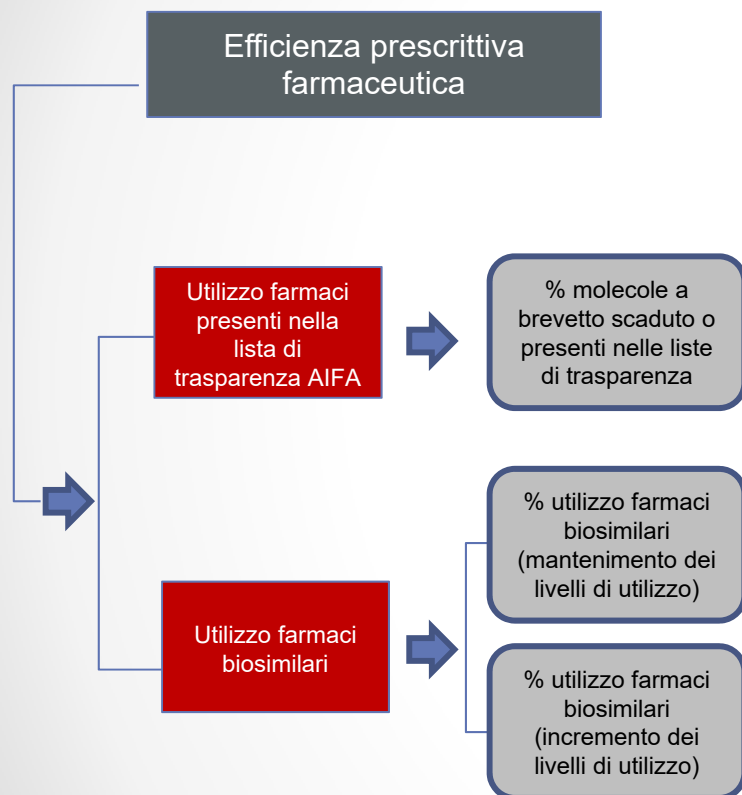 Efficienza prescrittiva
farmaceutica
Utilizzo farmaci
presenti nella
lista di
trasparenza AIFA
% molecole a
brevetto scaduto o
presenti nelle liste
di trasparenza
% utilizzo farmaci
biosimilari
(mantenimento dei
livelli di utilizzo)
Utilizzo farmaci
biosimilari
% utilizzo farmaci
biosimilari
(incremento dei
livelli di utilizzo)